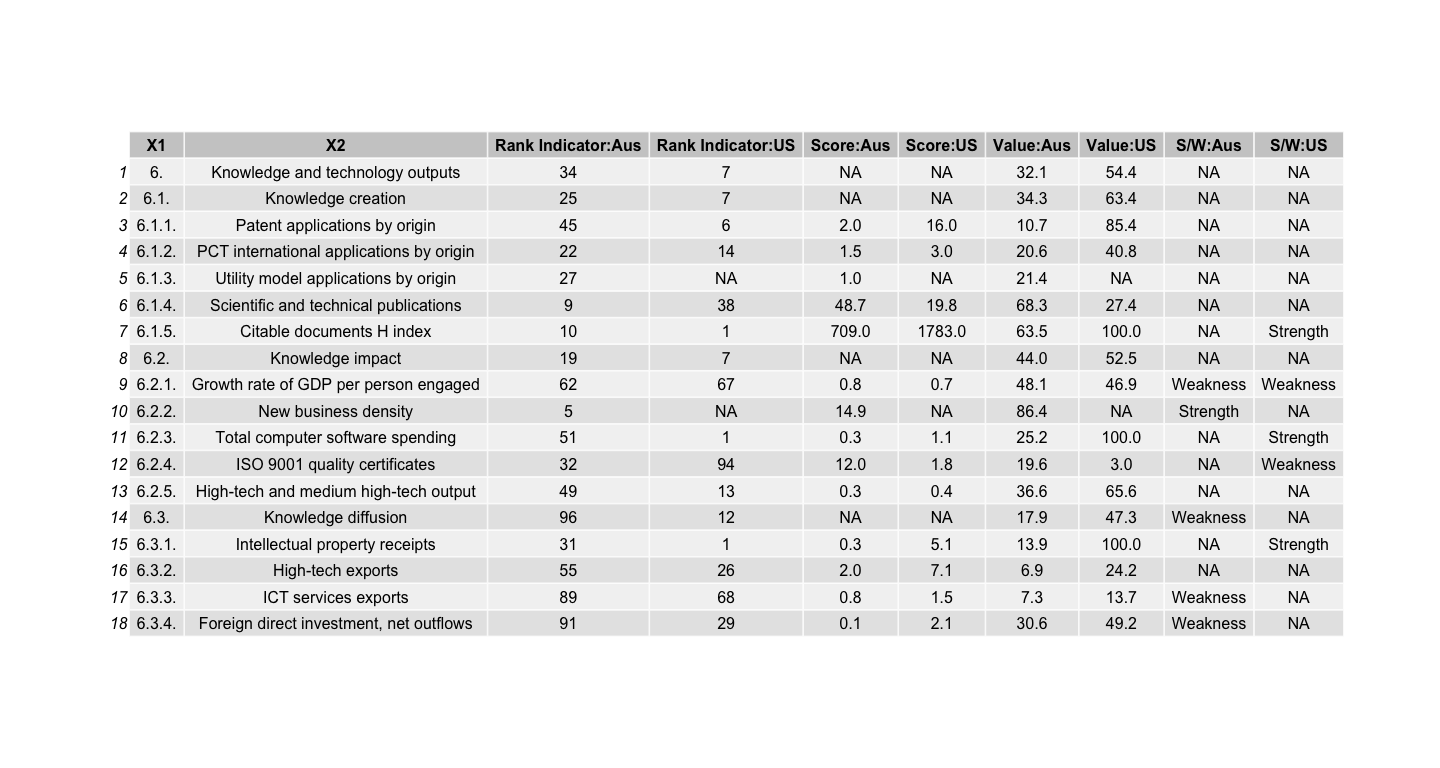 X1 X2 Rank Indicator:Aus Rank Indicator:US Score:Aus Score:US Value:Aus Value:US S/W:Aus S/W:US
1 6. Knowledge and technology outputs 34 7 NA NA 32.1 54.4 NA NA
2 6.1. Knowledge creation 25 7 NA NA 34.3 63.4 NA NA
3 6.1.1. Patent applications by origin 45 6 2.0 16.0 10.7 85.4 NA NA
4 6.1.2. PCT international applications by origin 22 14 1.5 3.0 20.6 40.8 NA NA
5 6.1.3. Utility model applications by origin 27 NA 1.0 NA 21.4 NA NA NA
6 6.1.4. Scientific and technical publications 9 38 48.7 19.8 68.3 27.4 NA NA
7 6.1.5. Citable documents H index 10 1 709.0 1783.0 63.5 100.0 NA Strength
8 6.2. Knowledge impact 19 7 NA NA 44.0 52.5 NA NA
9 6.2.1. Growth rate of GDP per person engaged 62 67 0.8 0.7 48.1 46.9 Weakness Weakness
10 6.2.2. New business density 5 NA 14.9 NA 86.4 NA Strength NA
11 6.2.3. Total computer software spending 51 1 0.3 1.1 25.2 100.0 NA Strength
12 6.2.4. ISO 9001 quality certificates 32 94 12.0 1.8 19.6 3.0 NA Weakness
13 6.2.5. High-tech and medium high-tech output 49 13 0.3 0.4 36.6 65.6 NA NA
14 6.3. Knowledge diffusion 96 12 NA NA 17.9 47.3 Weakness NA
15 6.3.1. Intellectual property receipts 31 1 0.3 5.1 13.9 100.0 NA Strength
16 6.3.2. High-tech exports 55 26 2.0 7.1 6.9 24.2 NA NA
17 6.3.3. ICT services exports 89 68 0.8 1.5 7.3 13.7 Weakness NA
18 6.3.4. Foreign direct investment, net outflows 91 29 0.1 2.1 30.6 49.2 Weakness NA